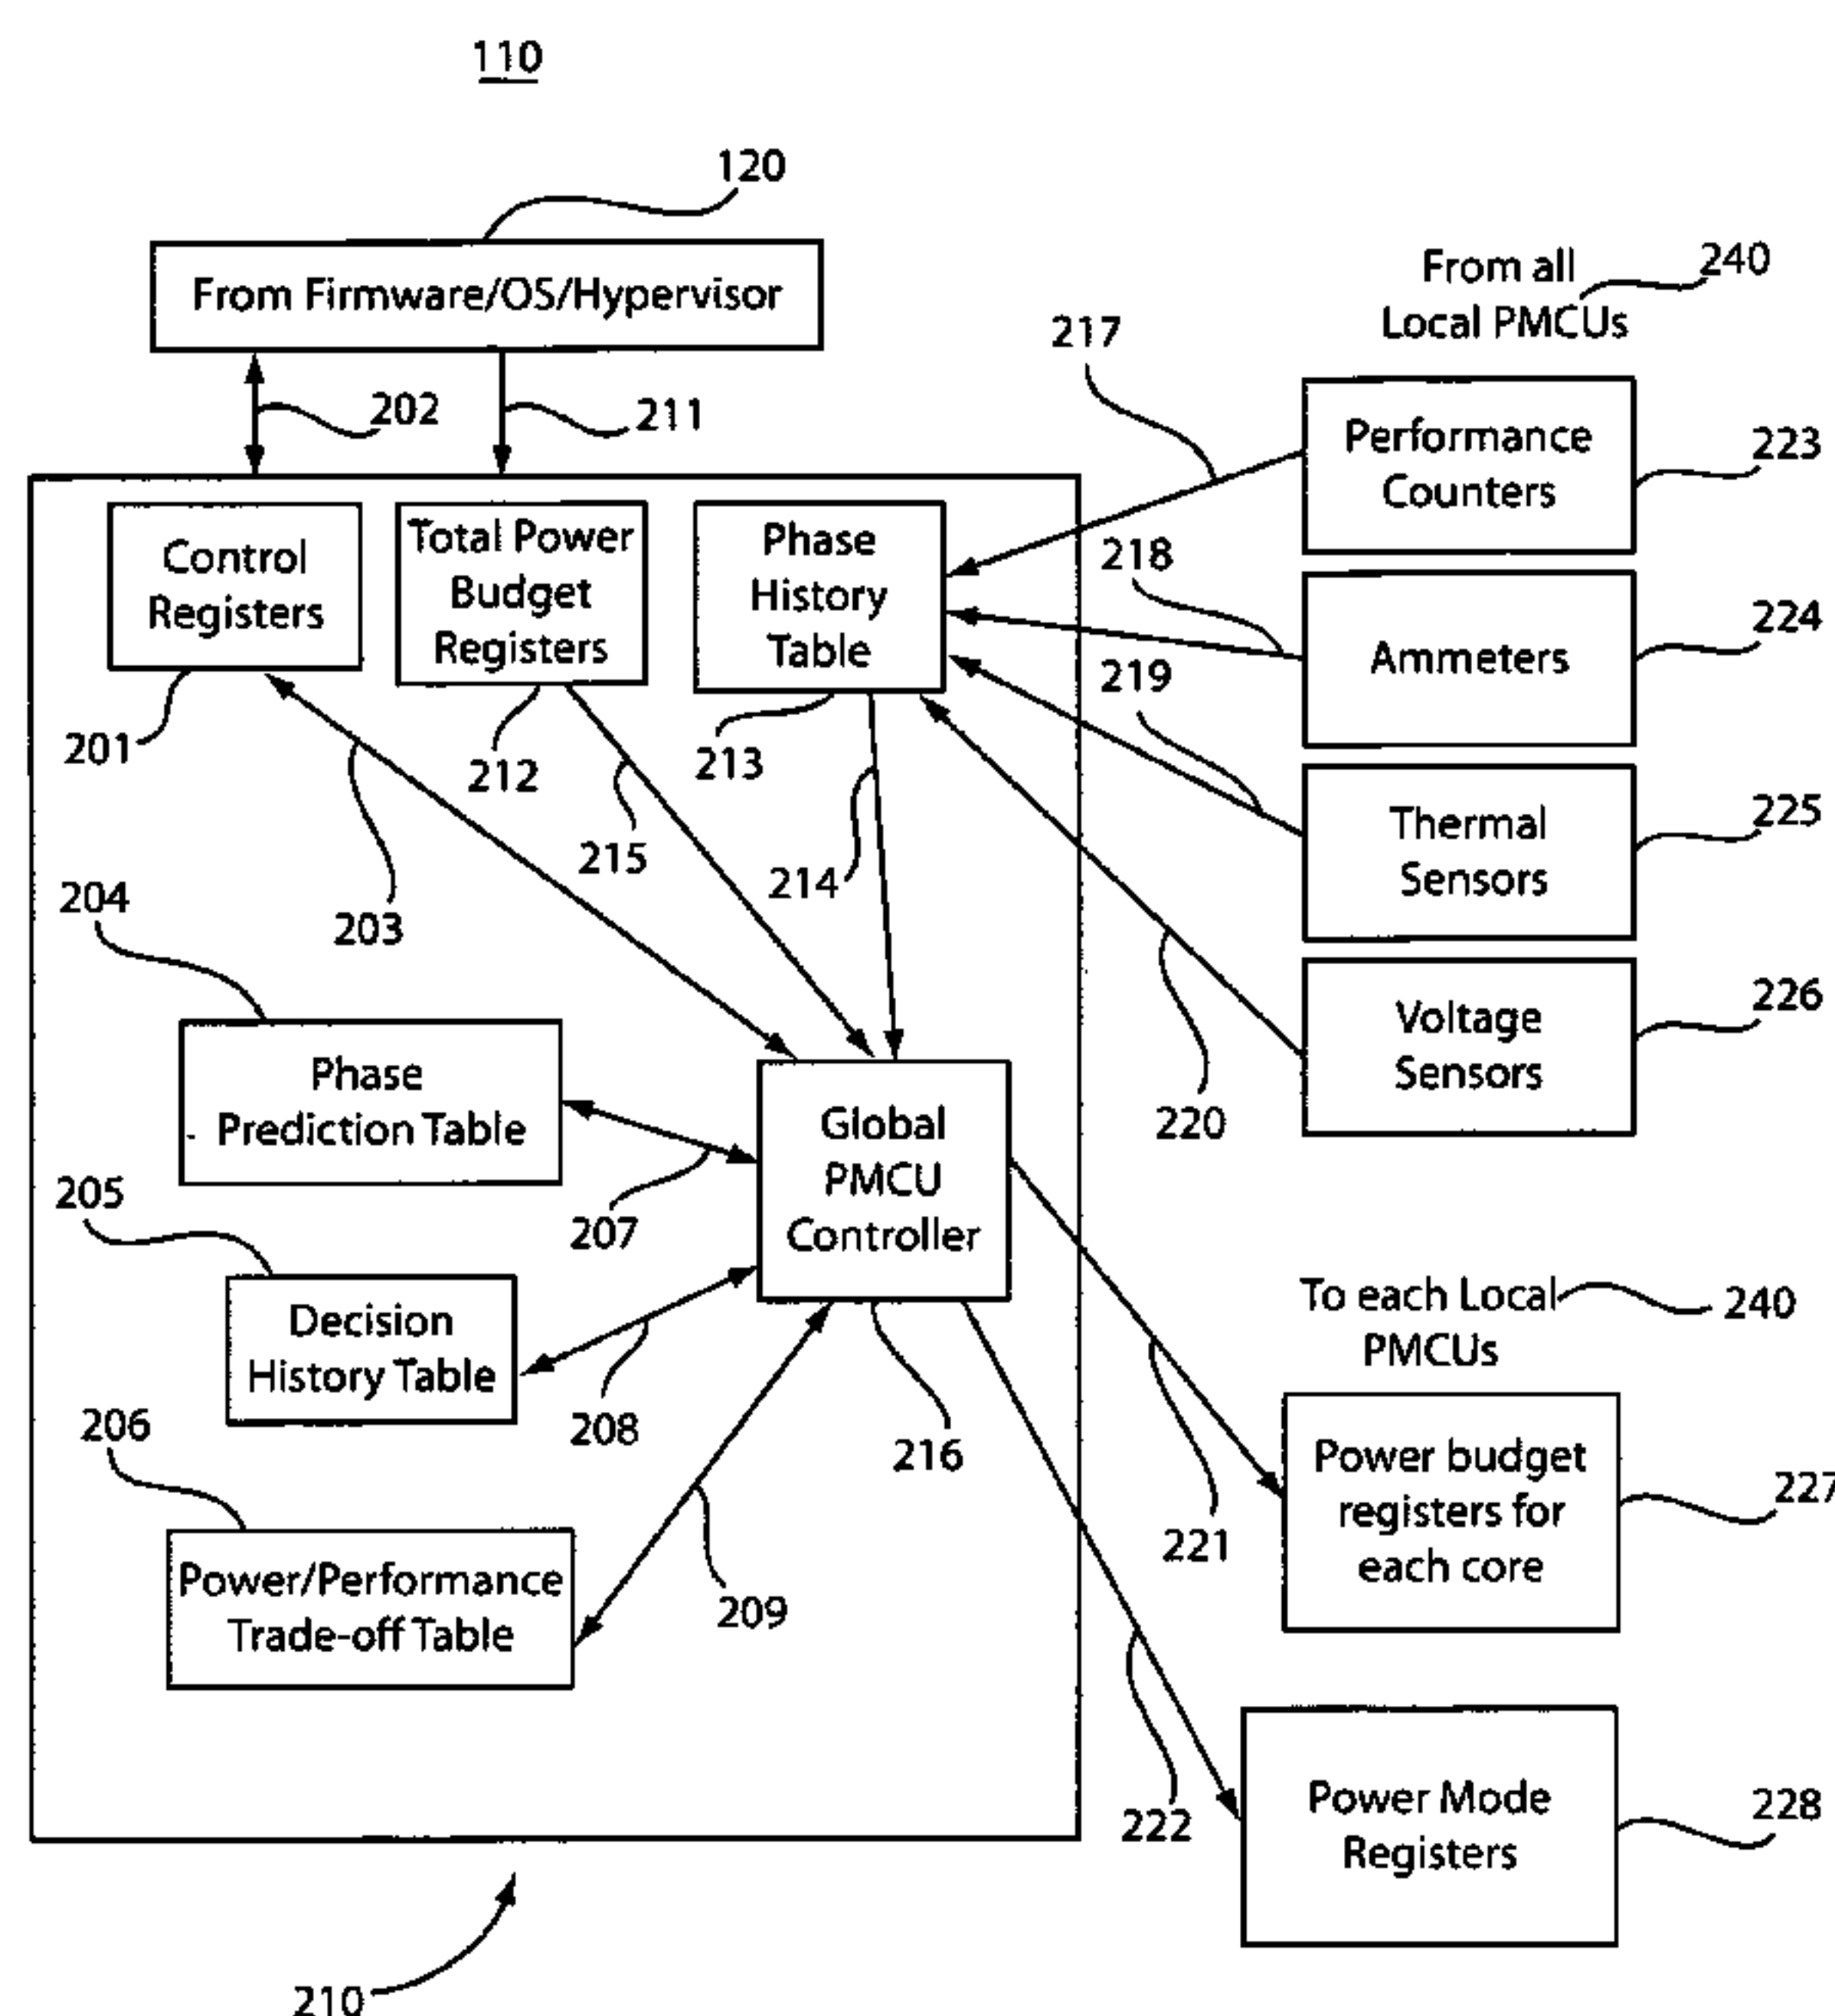 110
120
From Firmware/OS/Hypervisor
From all
Local PMCUs
240
217
202
211
Performance
Counters
223
Control
Registers
Total Power
Budget
Registers
Phase
History
Table
218
Ammeters
224
219
201
212
213
Thermal
Sensors
225
215
214
204
203
Voltage
Sensors
226
Phase
Prediction Table
Global
PMCU
Controller
220
205
207
To each Local
PMCUs
240
Decision
History Table
206
208
216
Power budget
registers for
each core
227
221
Power/Performance
Trade-off Table
209
222
Power Mode
Registers
228
210